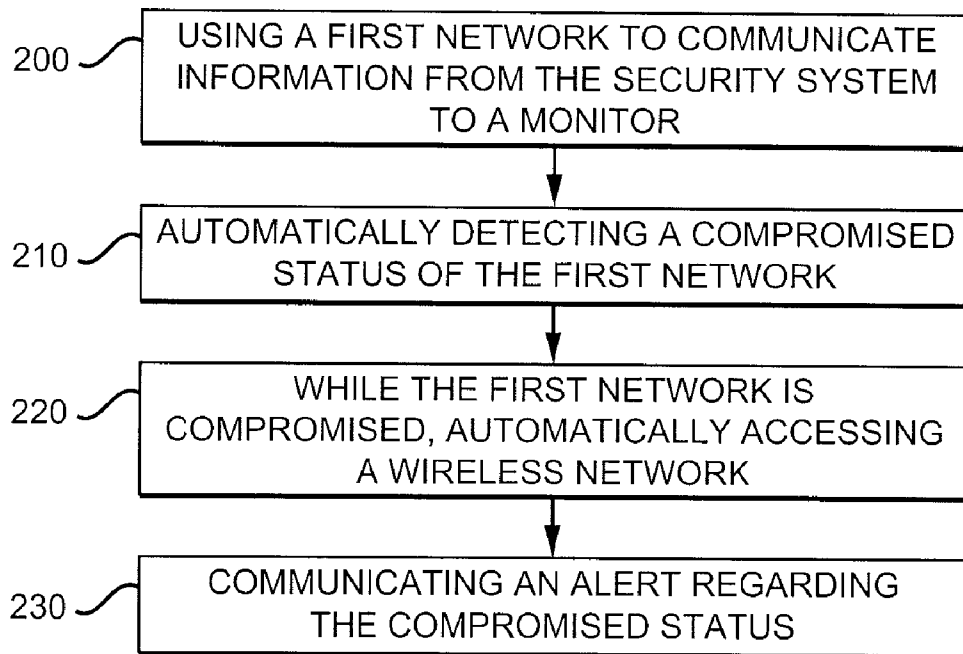 200
USING A FIRST NETWORK TO COMMUNICATE
INFORMATION FROM THE SECURITY SYSTEM
TO A MONITOR
210
AUTOMATICALLY DETECTING A COMPROMISED
STATUS OF THE FIRST NETWORK
220
WHILE THE FIRST NETWORK IS
COMPROMISED, AUTOMATICALLY ACCESSING
A WIRELESS NETWORK
230
COMMUNICATING AN ALERT REGARDING
THE COMPROMISED STATUS